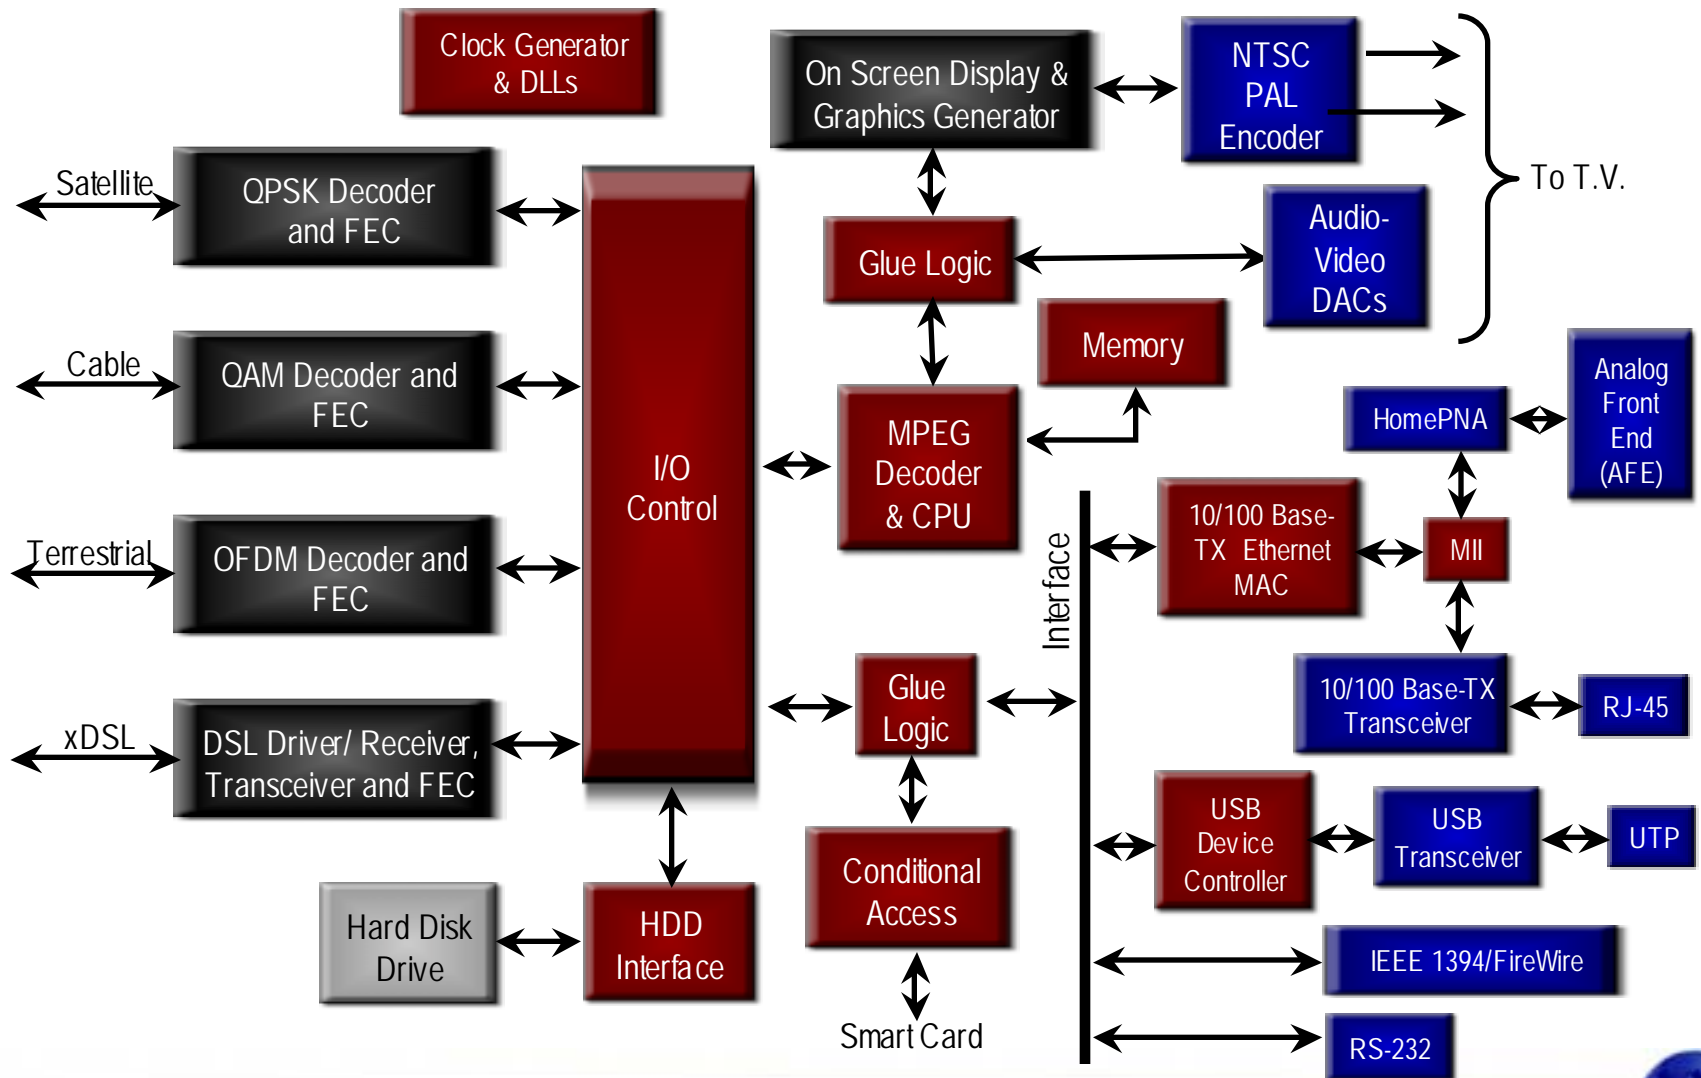 Clock Generator
& DLLs
On Screen Display &
Graphics Generator
NTSC
PAL
Encoder
To T.V.
Satellite
QPSK Decoder
and FEC
Glue Logic
Audio-
Video
DACs
Cable
QAM Decoder and
FEC
I/O
Control
MPEG
Decoder
& CPU
Memory
HomePNA
Analog
Front
End
(AFE)
Terrestrial
OFDM Decoder and
FEC
Interface
10/100 Base-
TX Ethernet
MAC
MII
xDSL
DSL Driver/ Receiver,
Transceiver and FEC
Glue
Logic
10/100 Base-TX
Transceiver
RJ-45
USB
Device
Controller
USB
Transceiver
UTP
Hard Disk
Drive
HDD
Interface
Conditional
Access
Smart Card
IEEE 1394/FireWire
RS-232